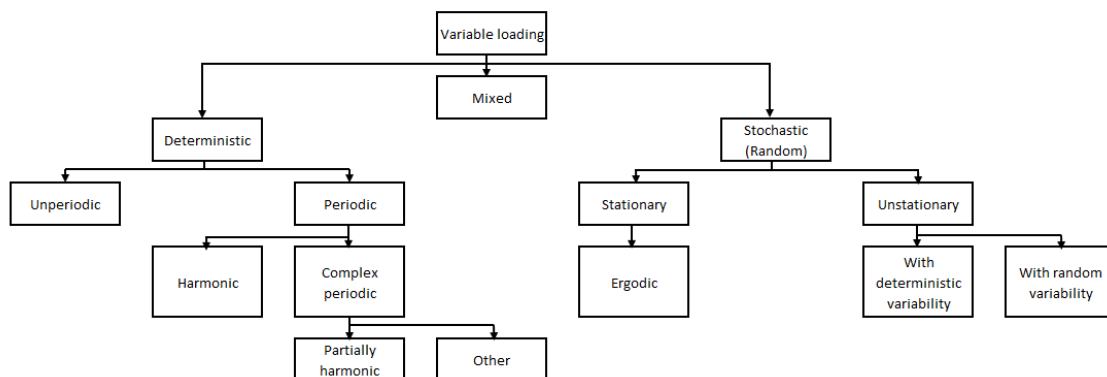 Variable loading
Mixed
Deterministic
Stochastic
(Random)
Unperiodic
Periodic
Stationary
Unstationary
Harmonic
Complex
periodic
Ergodic
With
deterministic
variability
With random
variability
Partially
harmonic
Other